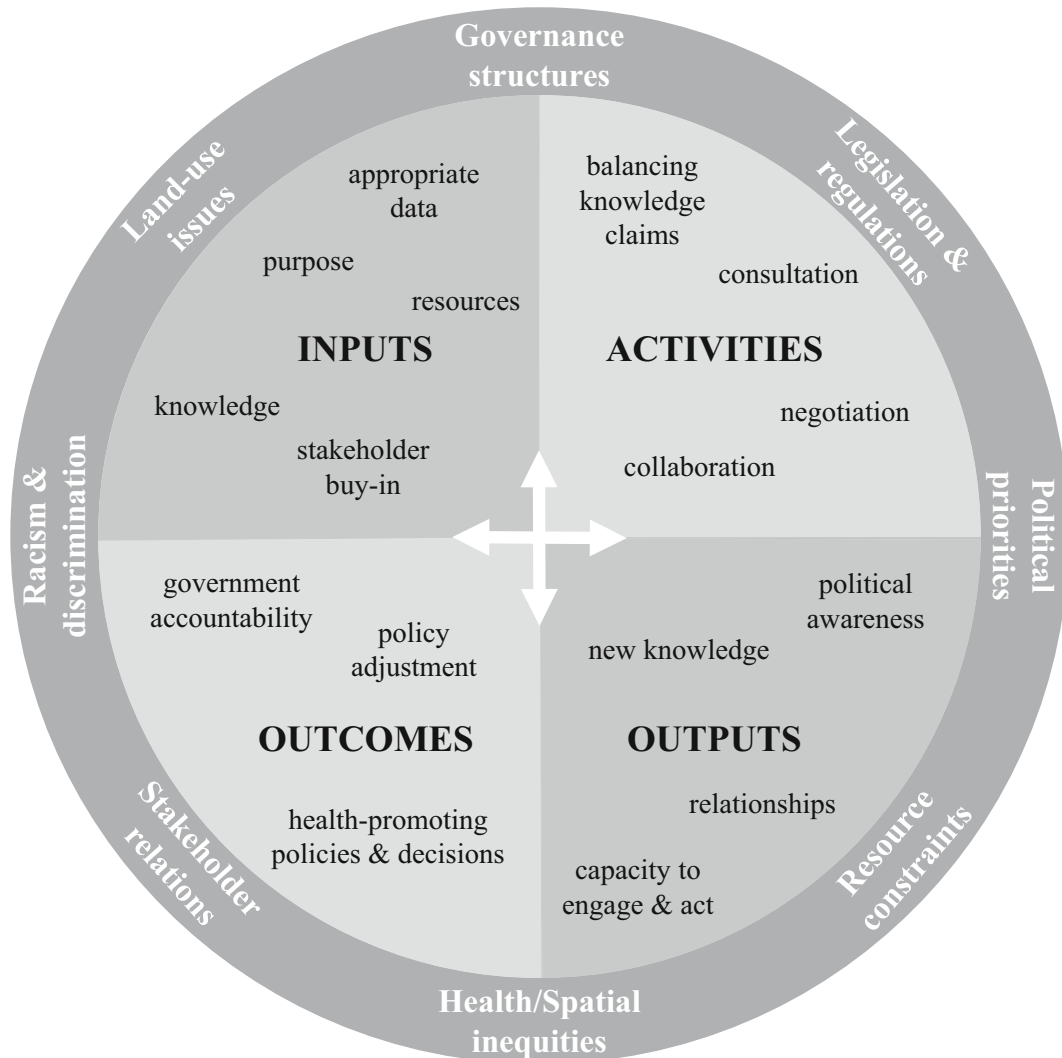 Governance
structures
Legislation &
regulations
Political
priorities
Resource
constraints
Health/Spatial
inequities
Stakeholder
relations
Racism &
discrimination
Land-use
issues
appropriate
data
purpose
resources
INPUTS
knowledge
stakeholder
buy-in
balancing
knowledge
claims
consultation
ACTIVITIES
negotiation
collaboration
government
accountability
policy
adjustment
OUTCOMES
health-promoting
policies & decisions
political
awareness
new knowledge
OUTPUTS
relationships
capacity to
engage & act